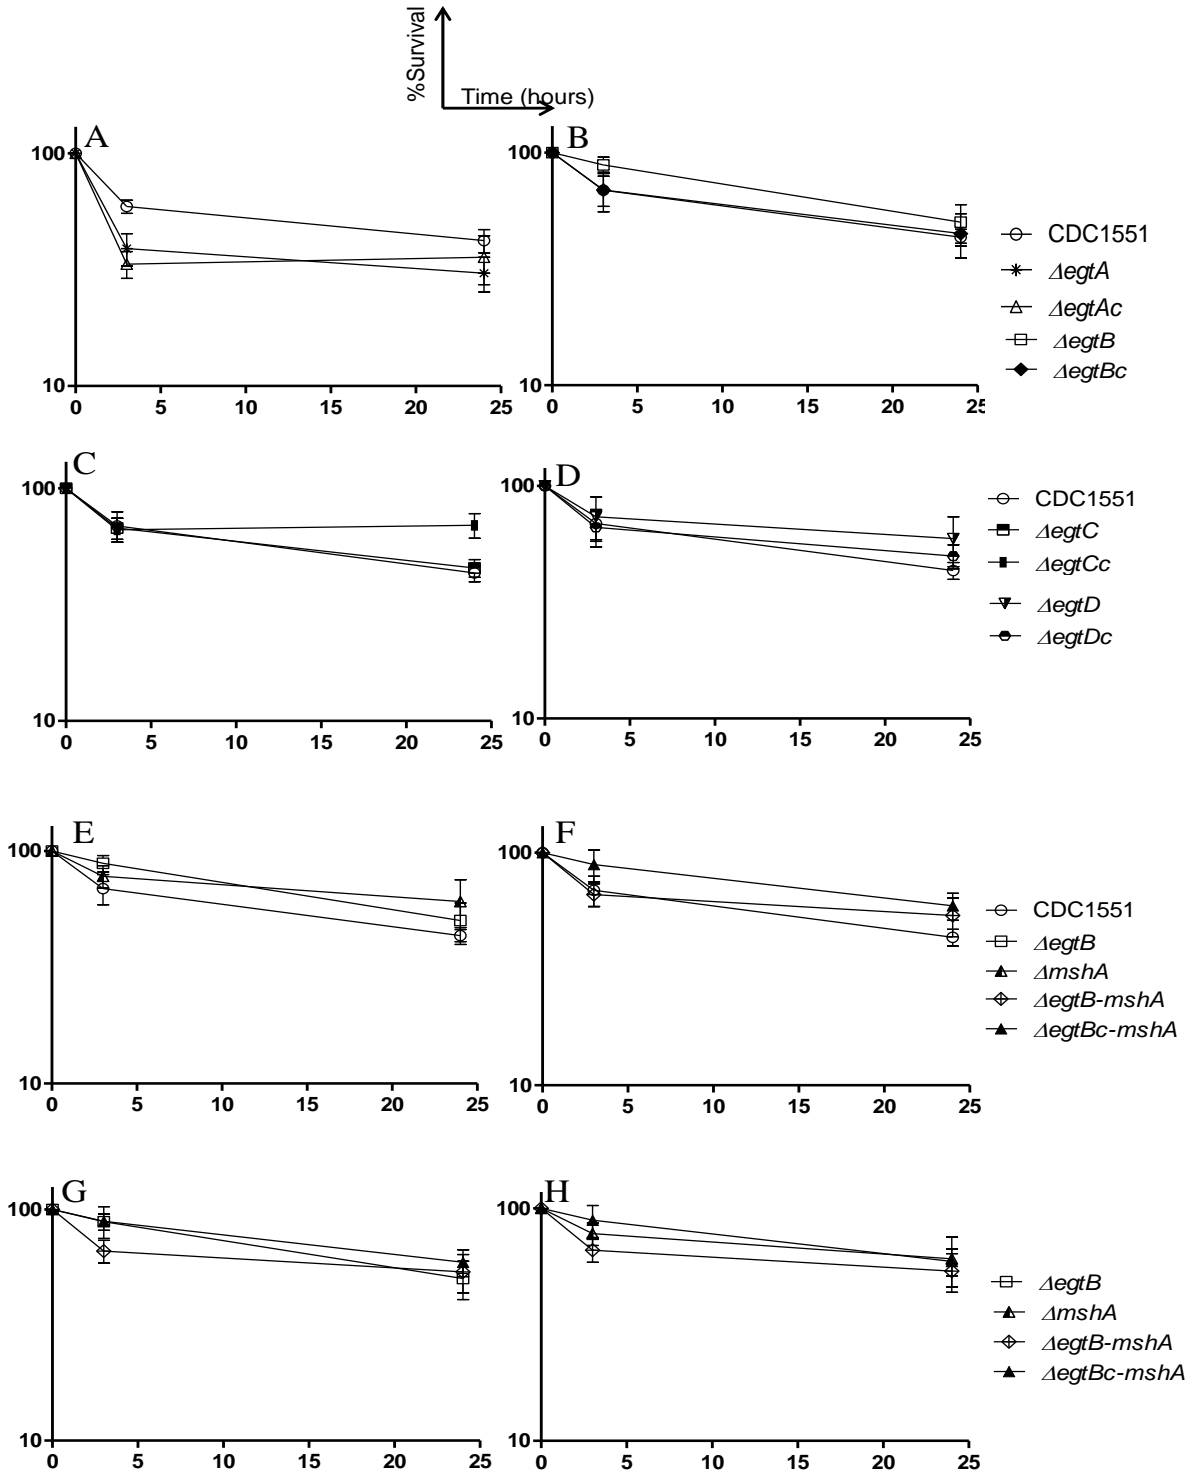 %Survival
Time (hours)
A
100
10
0 5 10 15 20 25
B
100
10
0 5 10 15 20 25
CDC1551
ΔegtA
ΔegtAc
ΔegtB
ΔegtBc
C
100
10
0 5 10 15 20 25
D
100
10
0 5 10 15 20 25
CDC1551
ΔegtC
ΔegtCc
ΔegtD
ΔegtDc
E
100
10
0 5 10 15 20 25
F
100
10
0 5 10 15 20 25
CDC1551
ΔegtB
ΔmshA
ΔegtB-mshA
ΔegtBc-mshA
G
100
10
0 5 10 15 20 25
H
100
10
0 5 10 15 20 25
ΔegtB
ΔmshA
ΔegtB-mshA
ΔegtBc-mshA